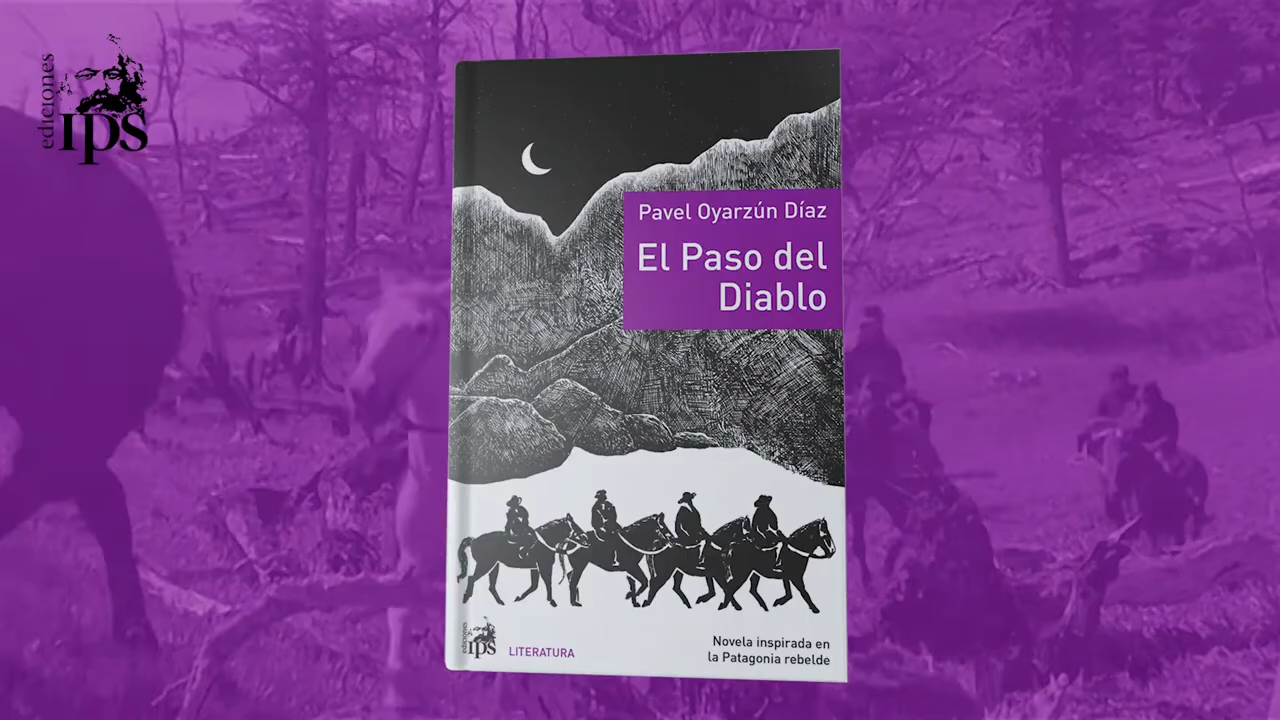 ediciones
ips
Pavel Oyarzún Díaz
El Paso del
Diablo
ediciones
ips
LITERATURA
Novela inspirada en
la Patagonia rebelde